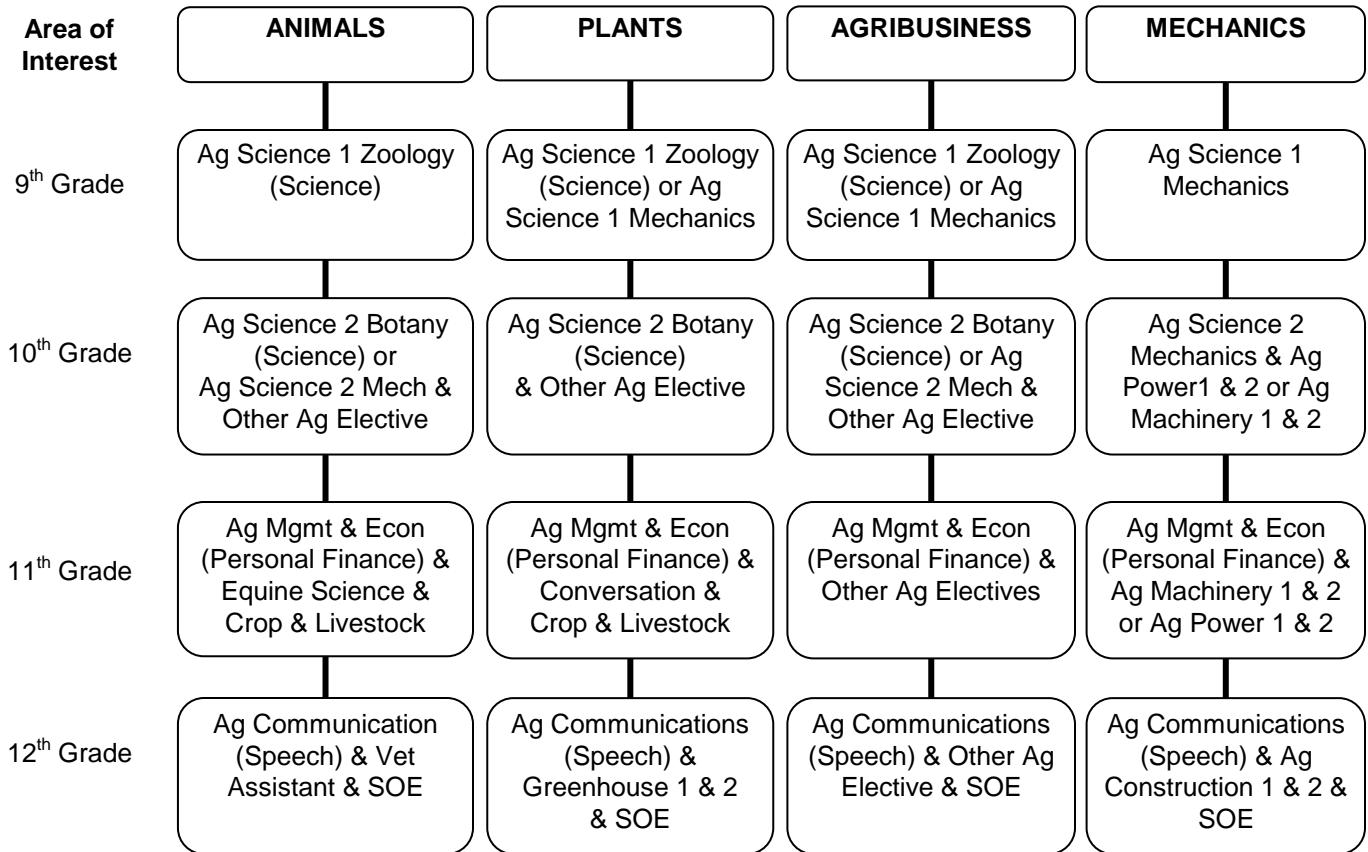 Area of
Interest
ANIMALS
PLANTS
AGRIBUSINESS
MECHANICS
9th Grade
Ag Science 1 Zoology
(Science)
Ag Science 1 Zoology
(Science) or Ag
Science 1 Mechanics
Ag Science 1 Zoology
(Science) or Ag
Science 1 Mechanics
Ag Science 1
Mechanics
10th Grade
Ag Science 2 Botany
(Science) or
Ag Science 2 Mech &
Other Ag Elective
Ag Science 2 Botany
(Science)
& Other Ag Elective
Ag Science 2 Botany
(Science) or Ag
Science 2 Mech &
Other Ag Elective
Ag Science 2
Mechanics & Ag
Power1 & 2 or Ag
Machinery 1 & 2
11th Grade
Ag Mgmt & Econ
(Personal Finance) &
Equine Science &
Crop & Livestock
Ag Mgmt & Econ
(Personal Finance) &
Conversation &
Crop & Livestock
Ag Mgmt & Econ
(Personal Finance) &
Other Ag Electives
Ag Mgmt & Econ
(Personal Finance) &
Ag Machinery 1 & 2
or Ag Power 1 & 2
12th Grade
Ag Communication
(Speech) & Vet
Assistant & SOE
Ag Communications
(Speech) &
Greenhouse 1 & 2
& SOE
Ag Communications
(Speech) & Other Ag
Elective & SOE
Ag Communications
(Speech) & Ag
Construction 1 & 2 &
SOE